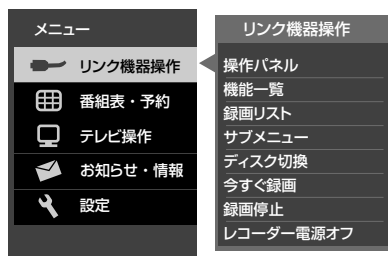 メニュー
リンク機器操作
番組表・予約
テレビ操作
お知らせ・情報
設定
リンク機器操作
操作パネル
機能一覧
録画リスト
サブメニュー
ディスク切換
今すぐ録画
録画停止
レコーダー電源オフ